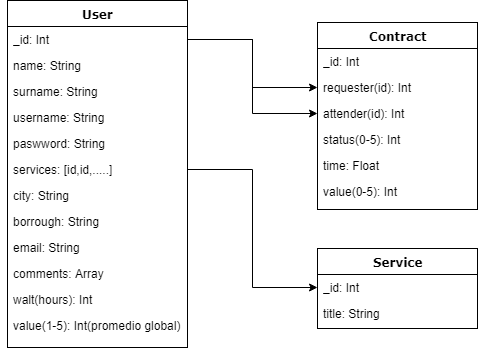 User
_id: Int
name: String
surname: String
username: String
paswword: String
services: [id,id,.....]
city: String
borrough: String
email: String
comments: Array
walt(hours): Int
value(1-5): Int(promedio global)
Contract
_id: Int
requester(id): Int
attender(id): Int
status(0-5): Int
time: Float
value(0-5): Int
Service
_id: Int
title: String